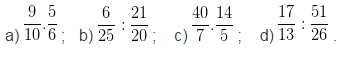 a) 9/10 . 5/6 ; b) 6/25 : 21/20 ; c) 40/7 . 14/5 ; d) 17/13 : 51/26 .